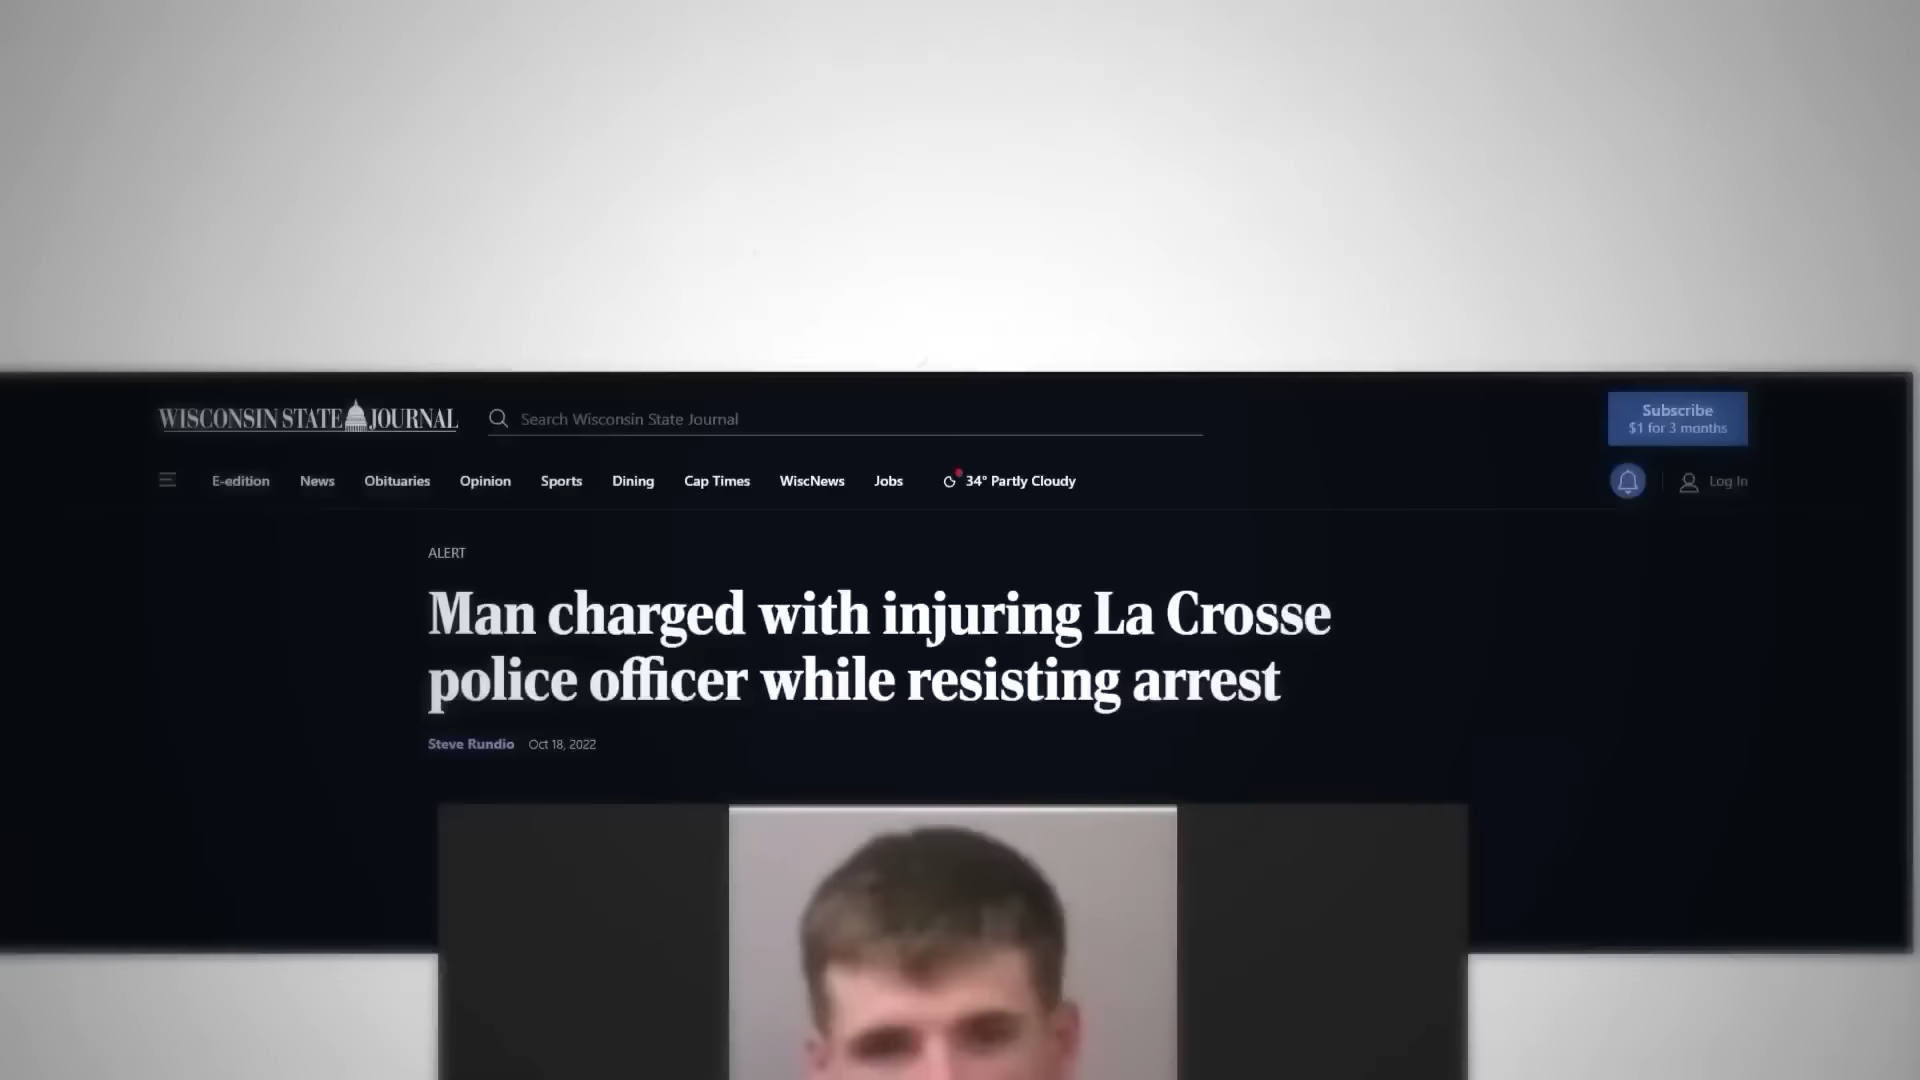 WISCONSIN STATE JOURNAL
Search Wisconsin State Journal
Subscribe
$1 for 3 months
E-edition News Obituaries Opinion Sports Dining Cap Times WiscNews Jobs 34° Partly Cloudy Log In
ALERT
Man charged with injuring La Crosse
police officer while resisting arrest
Steve Rundio Oct 18, 2022